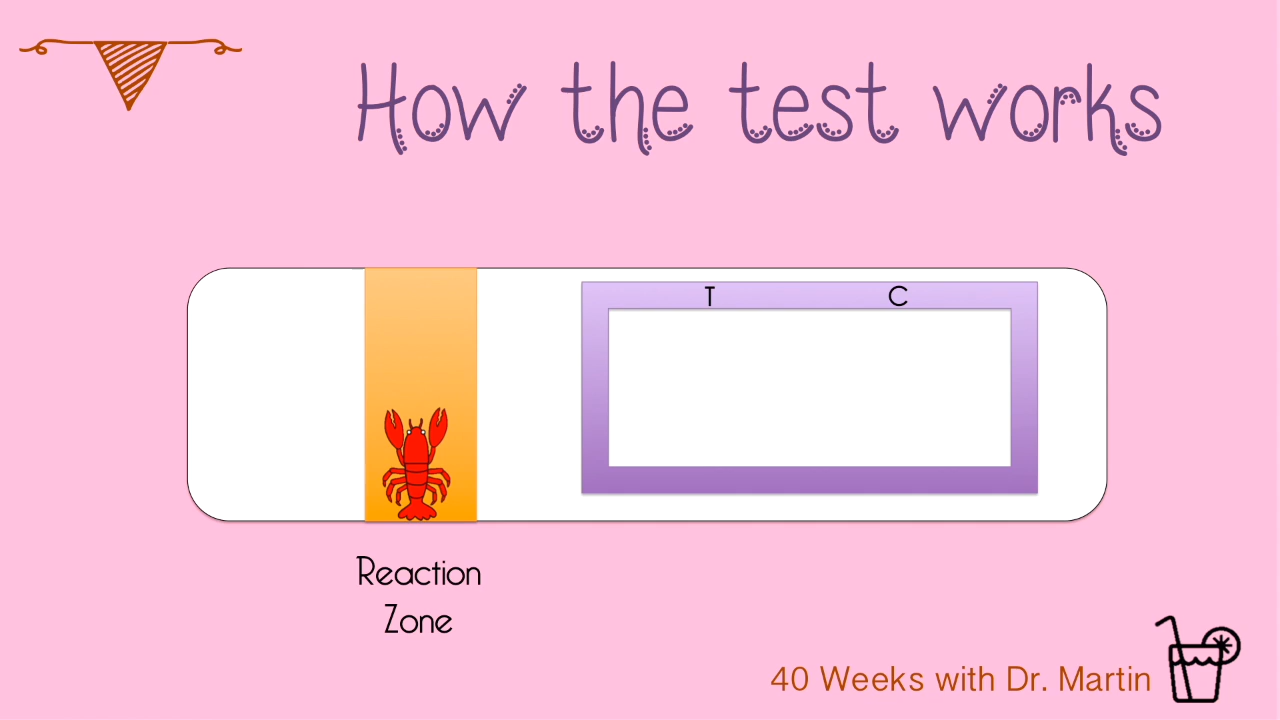 How the test works
T C
Reaction
Zone
40 Weeks with Dr. Martin